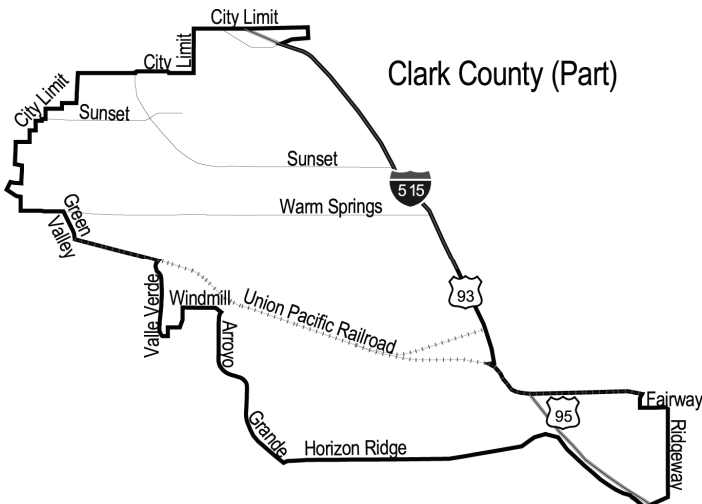 City Limit
City Limit
Clark County (Part)
City Limit
Sunset
Sunset
515
Green Valley
Warm Springs
93
Valle Verde
Windmill
Union Pacific Railroad
Arroyo Grande
Fairway
95
Ridgeway
Horizon Ridge